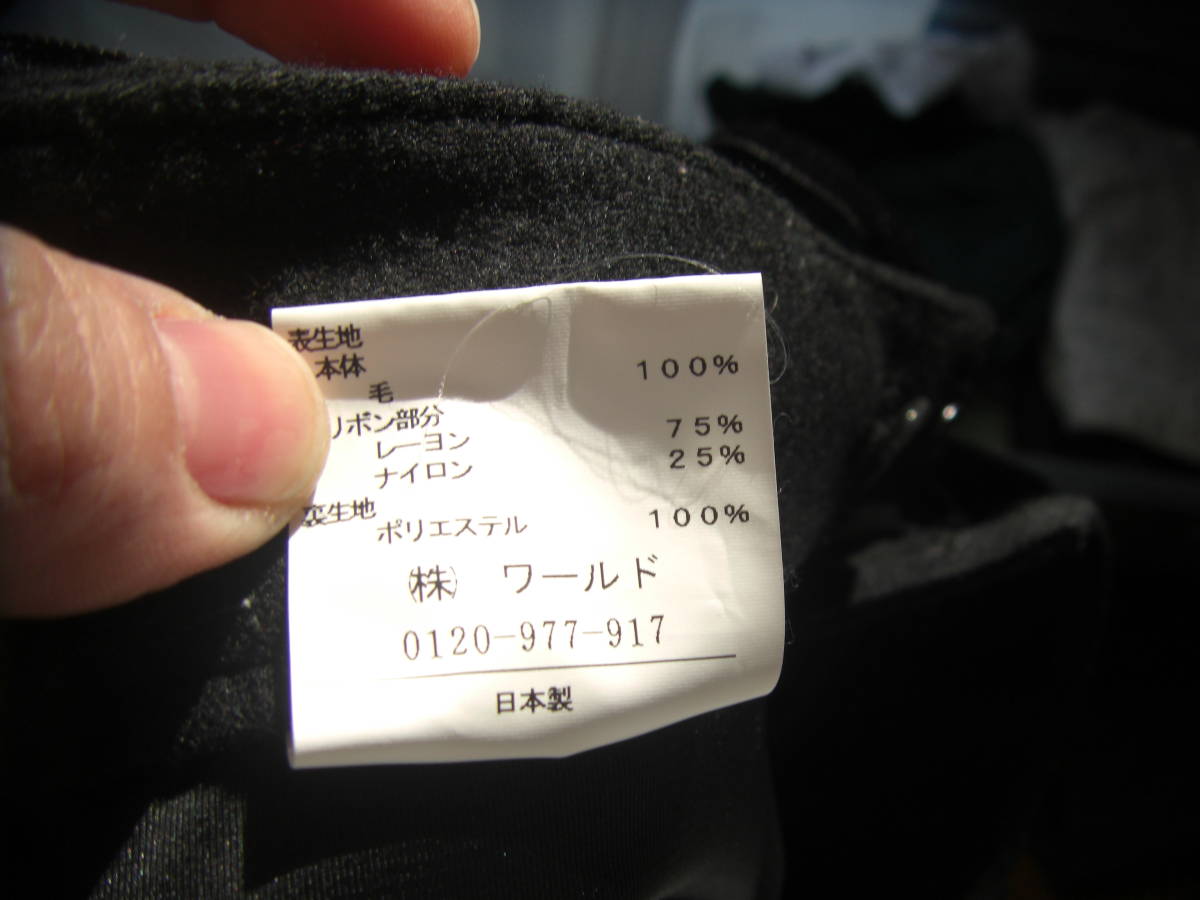 表生地
本体
毛 100%
リボン部分
レーヨン 75%
ナイロン 25%
裏生地
ポリエステル 100%
㈱ ワールド
0120-977-917
日本製